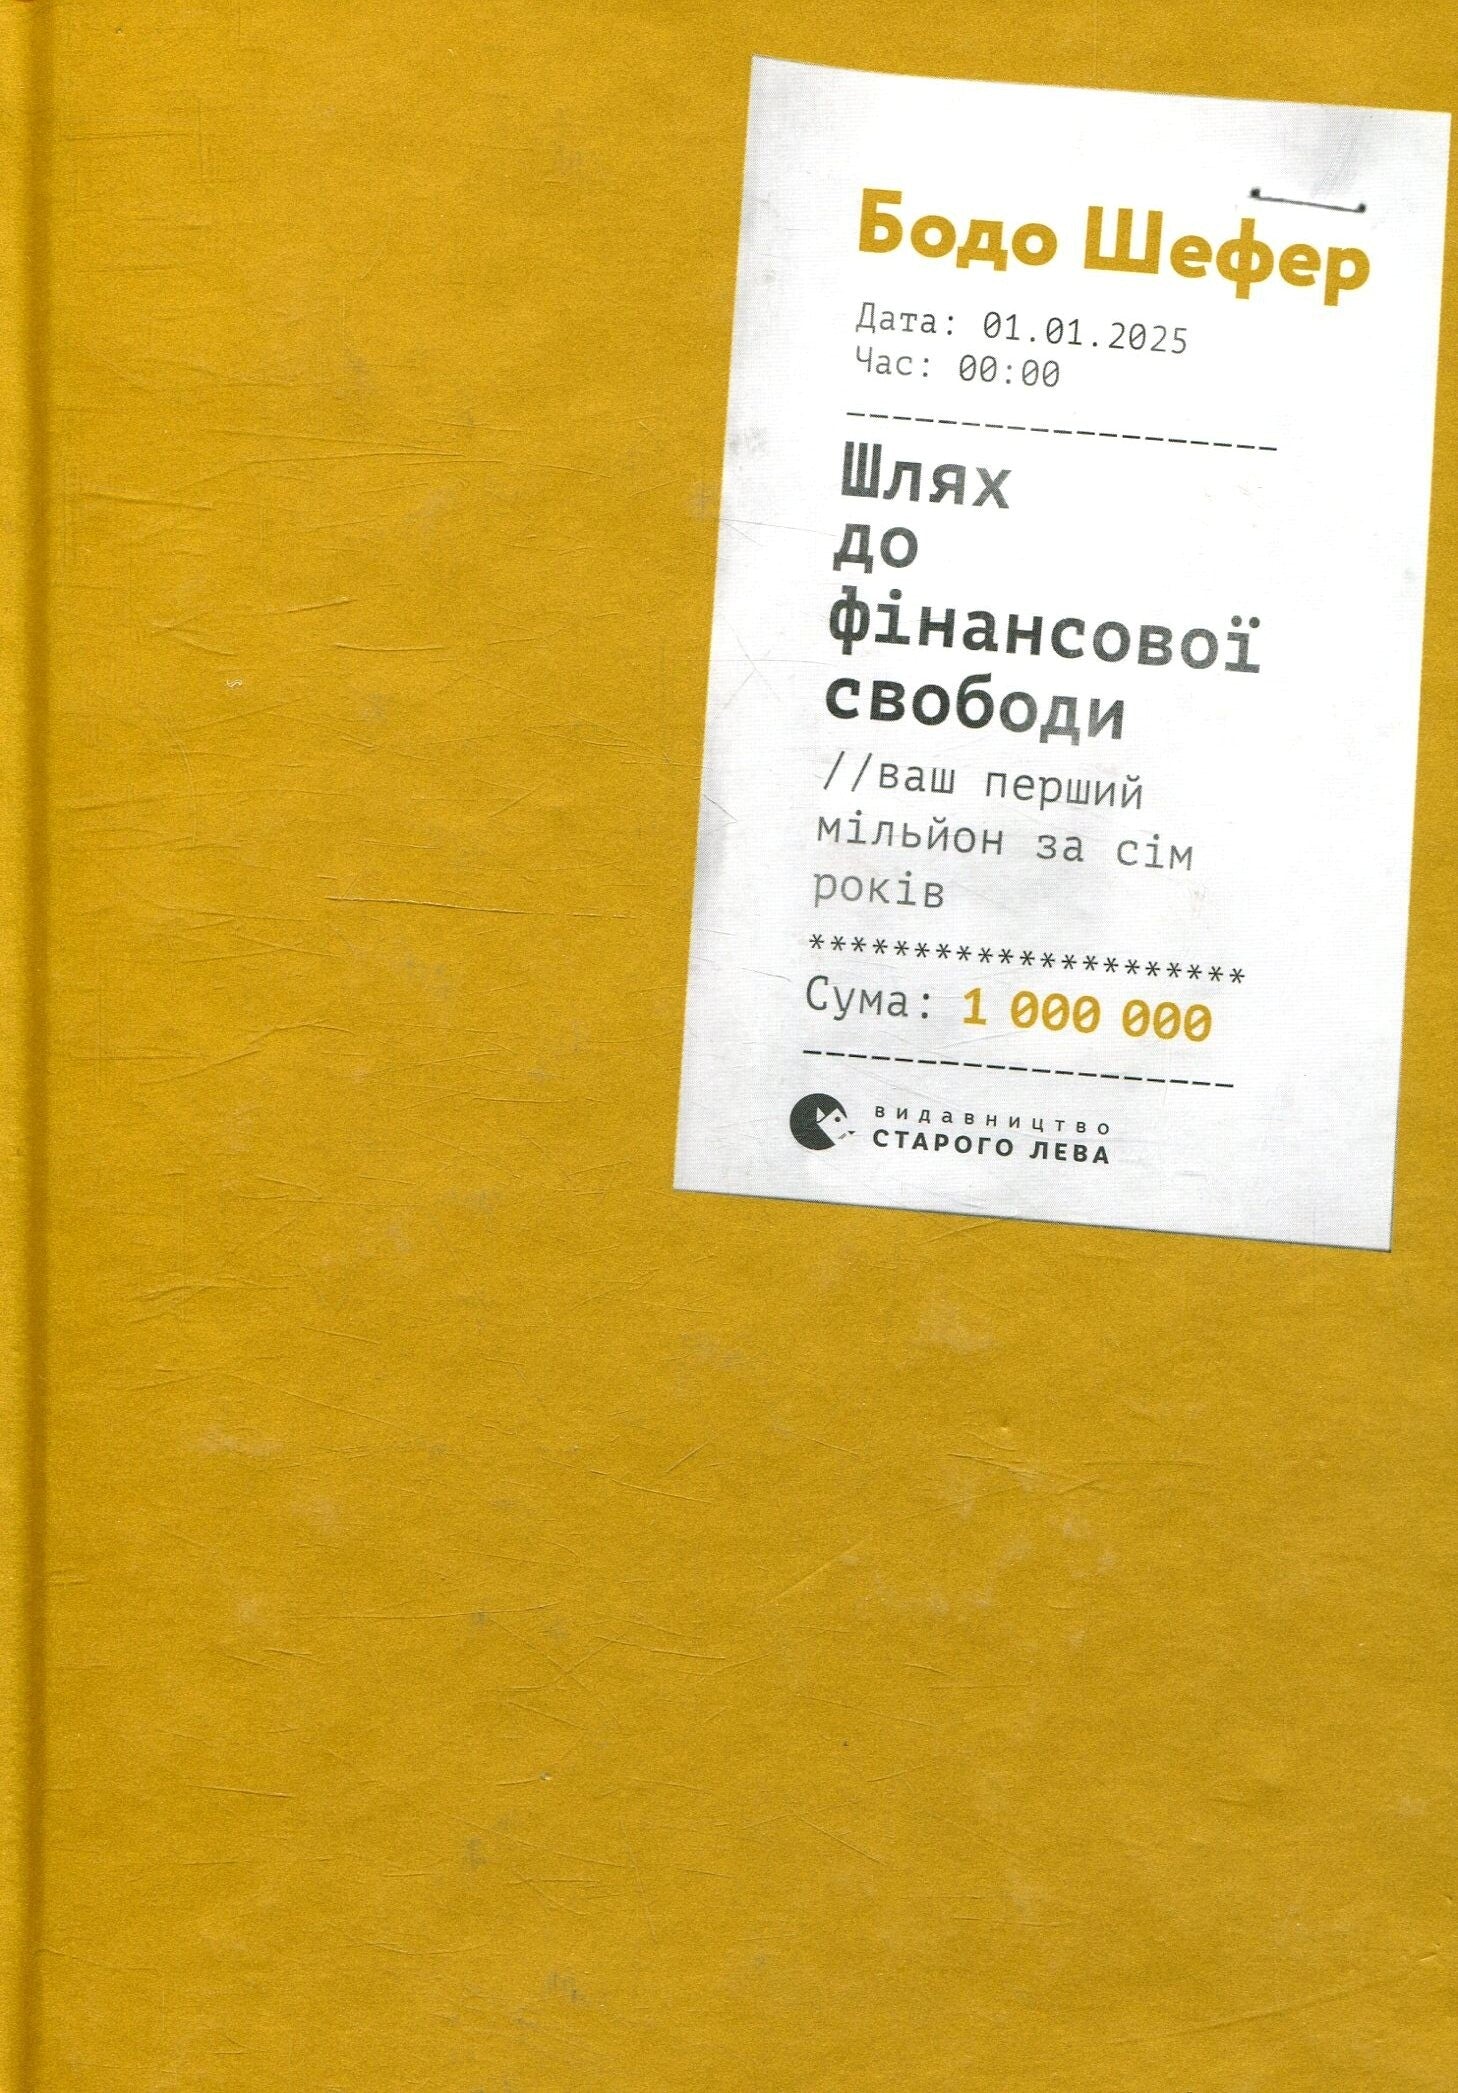 Бодо Шефер
Дата: 01.01.2025
Час: 00:00
-------------------
Шлях
до
фінансової
свободи
//ваш перший
мільйон за сім
років
*********************
Сума: 1 000 000
-------------------
видавництво
СТАРОГО ЛЕВА